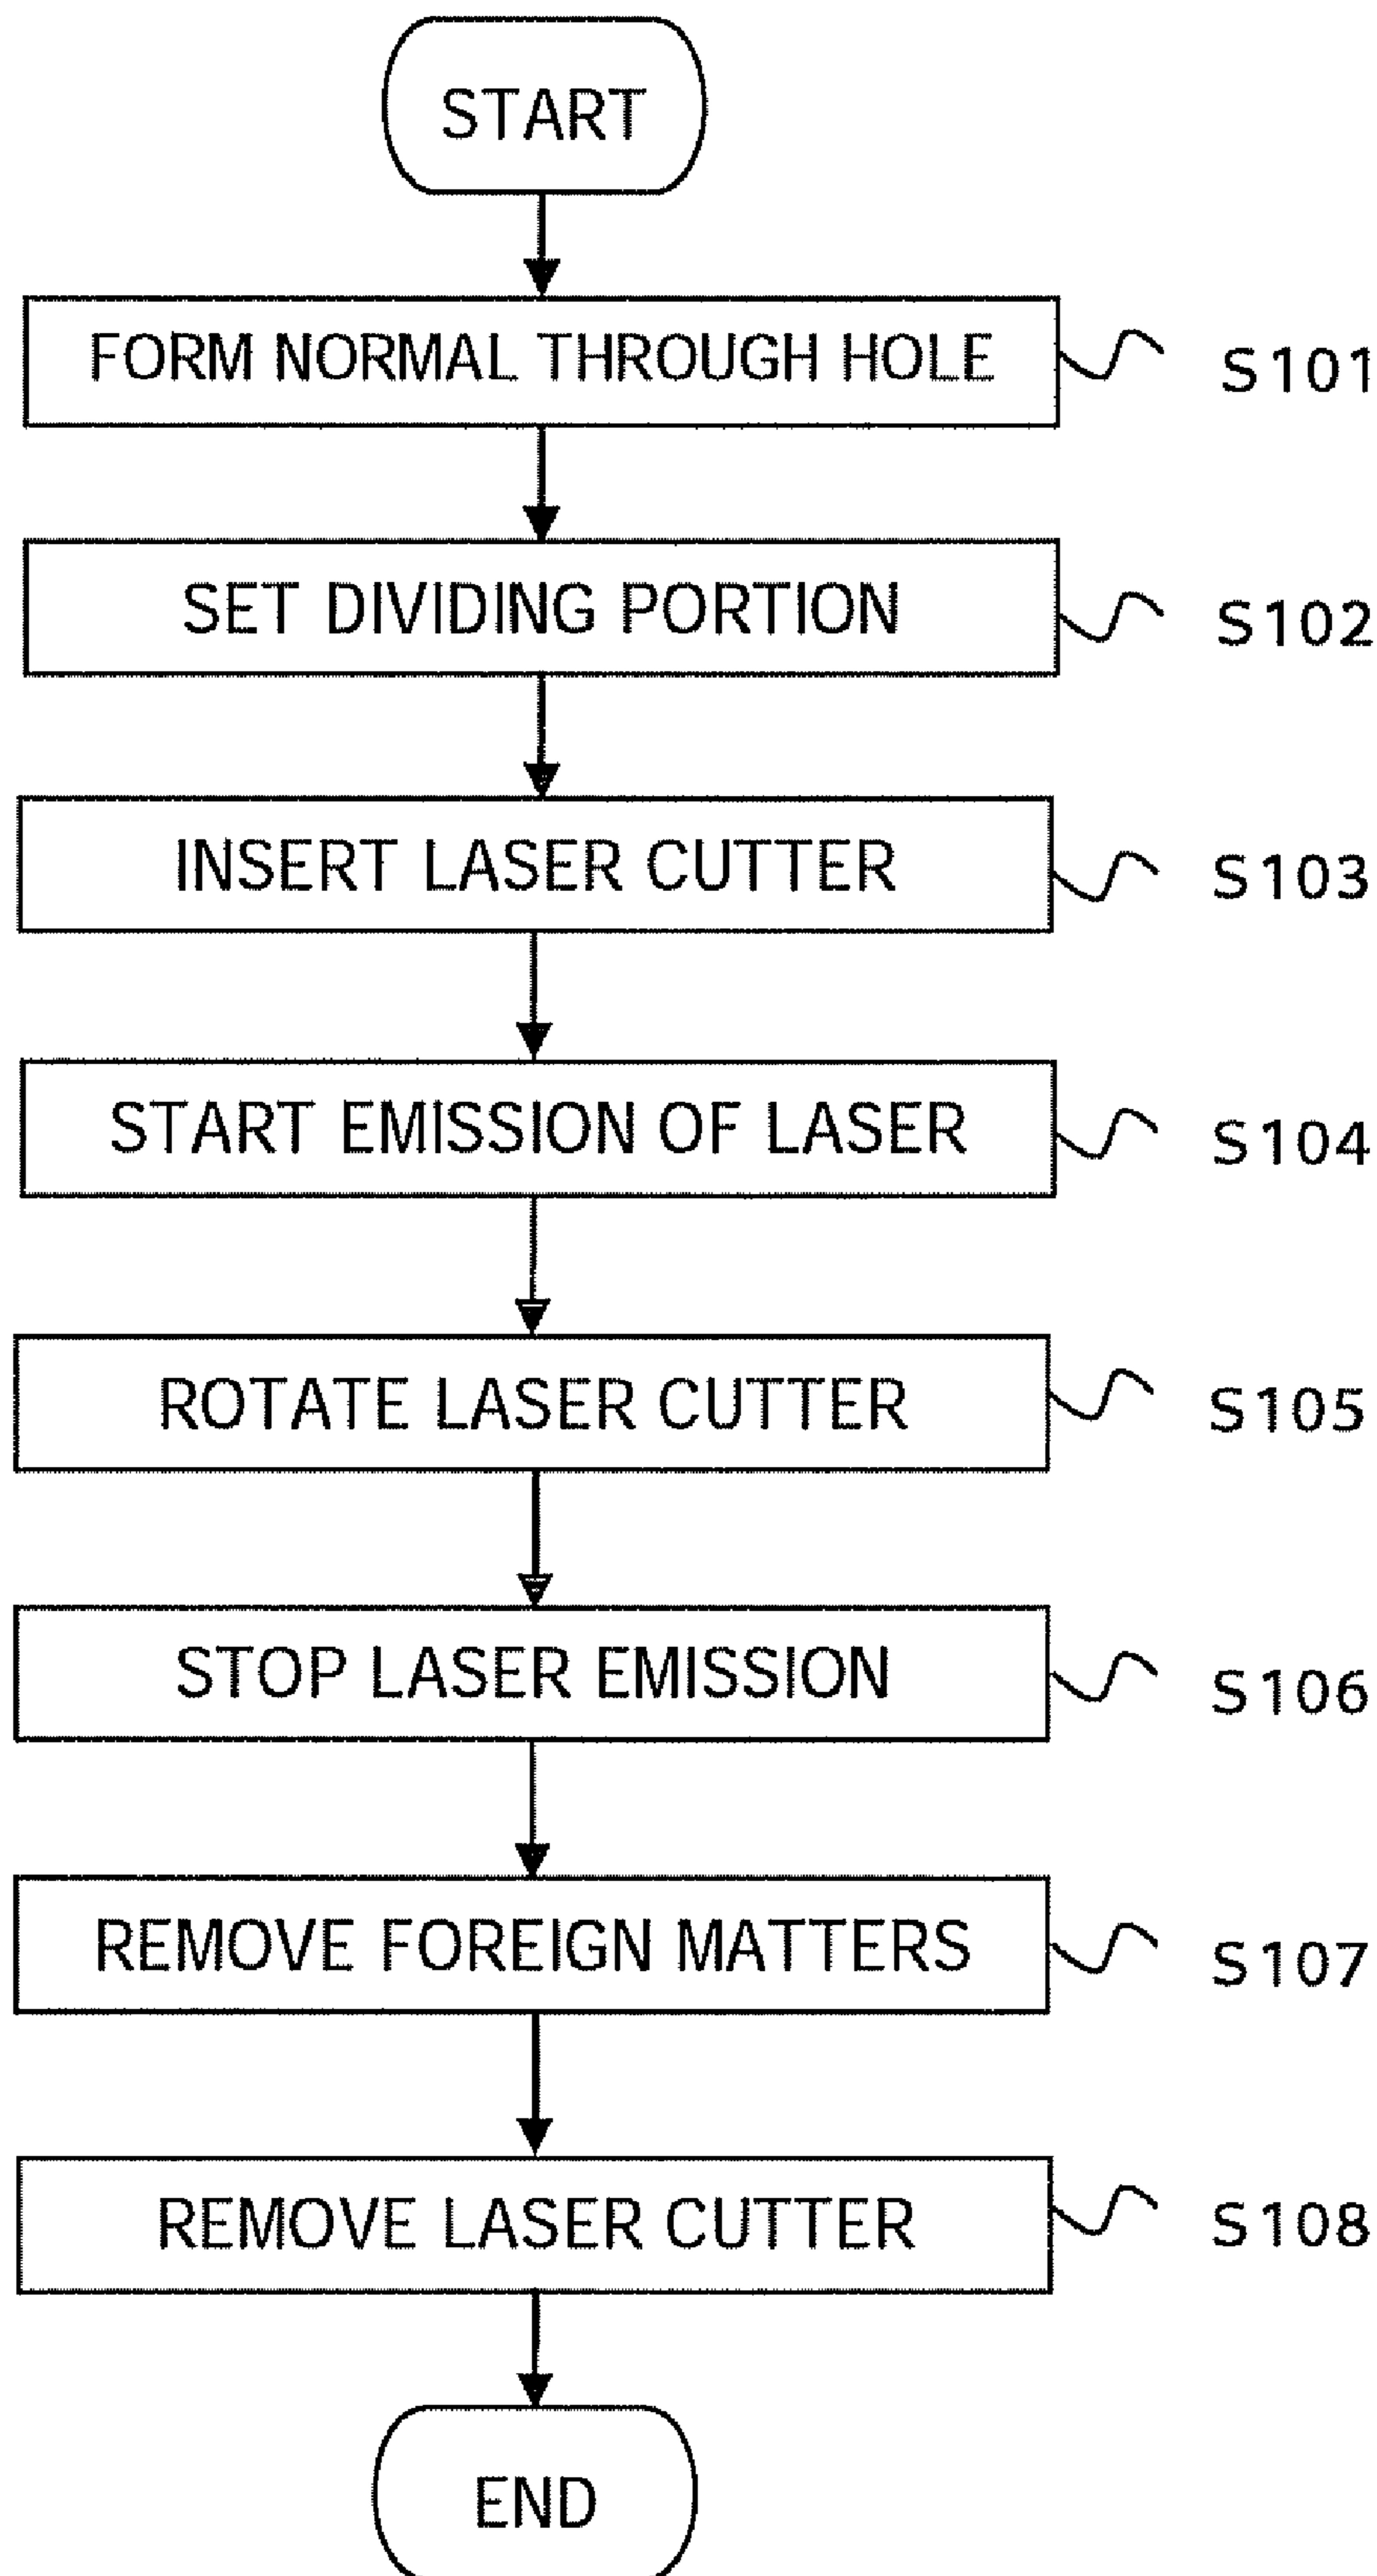 START
FORM NORMAL THROUGH HOLE S101
SET DIVIDING PORTION S102
INSERT LASER CUTTER S103
START EMISSION OF LASER S104
ROTATE LASER CUTTER S105
STOP LASER EMISSION S106
REMOVE FOREIGN MATTERS S107
REMOVE LASER CUTTER S108
END